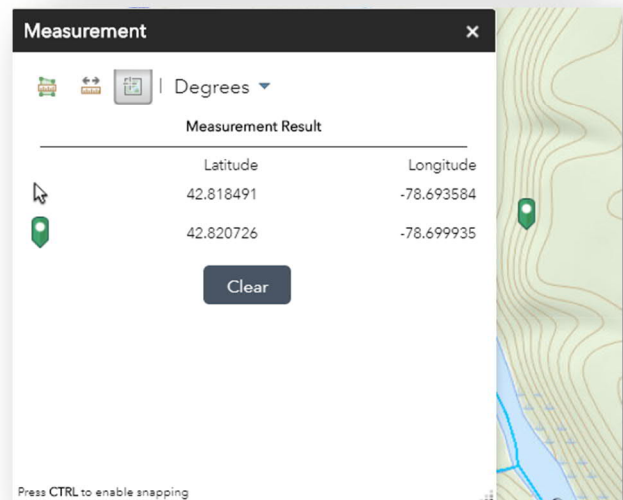 Measurement
Degrees
Measurement Result
Latitude Longitude
42.818491 -78.693584
42.820726 -78.699935
Clear
Press CTRL to enable snapping